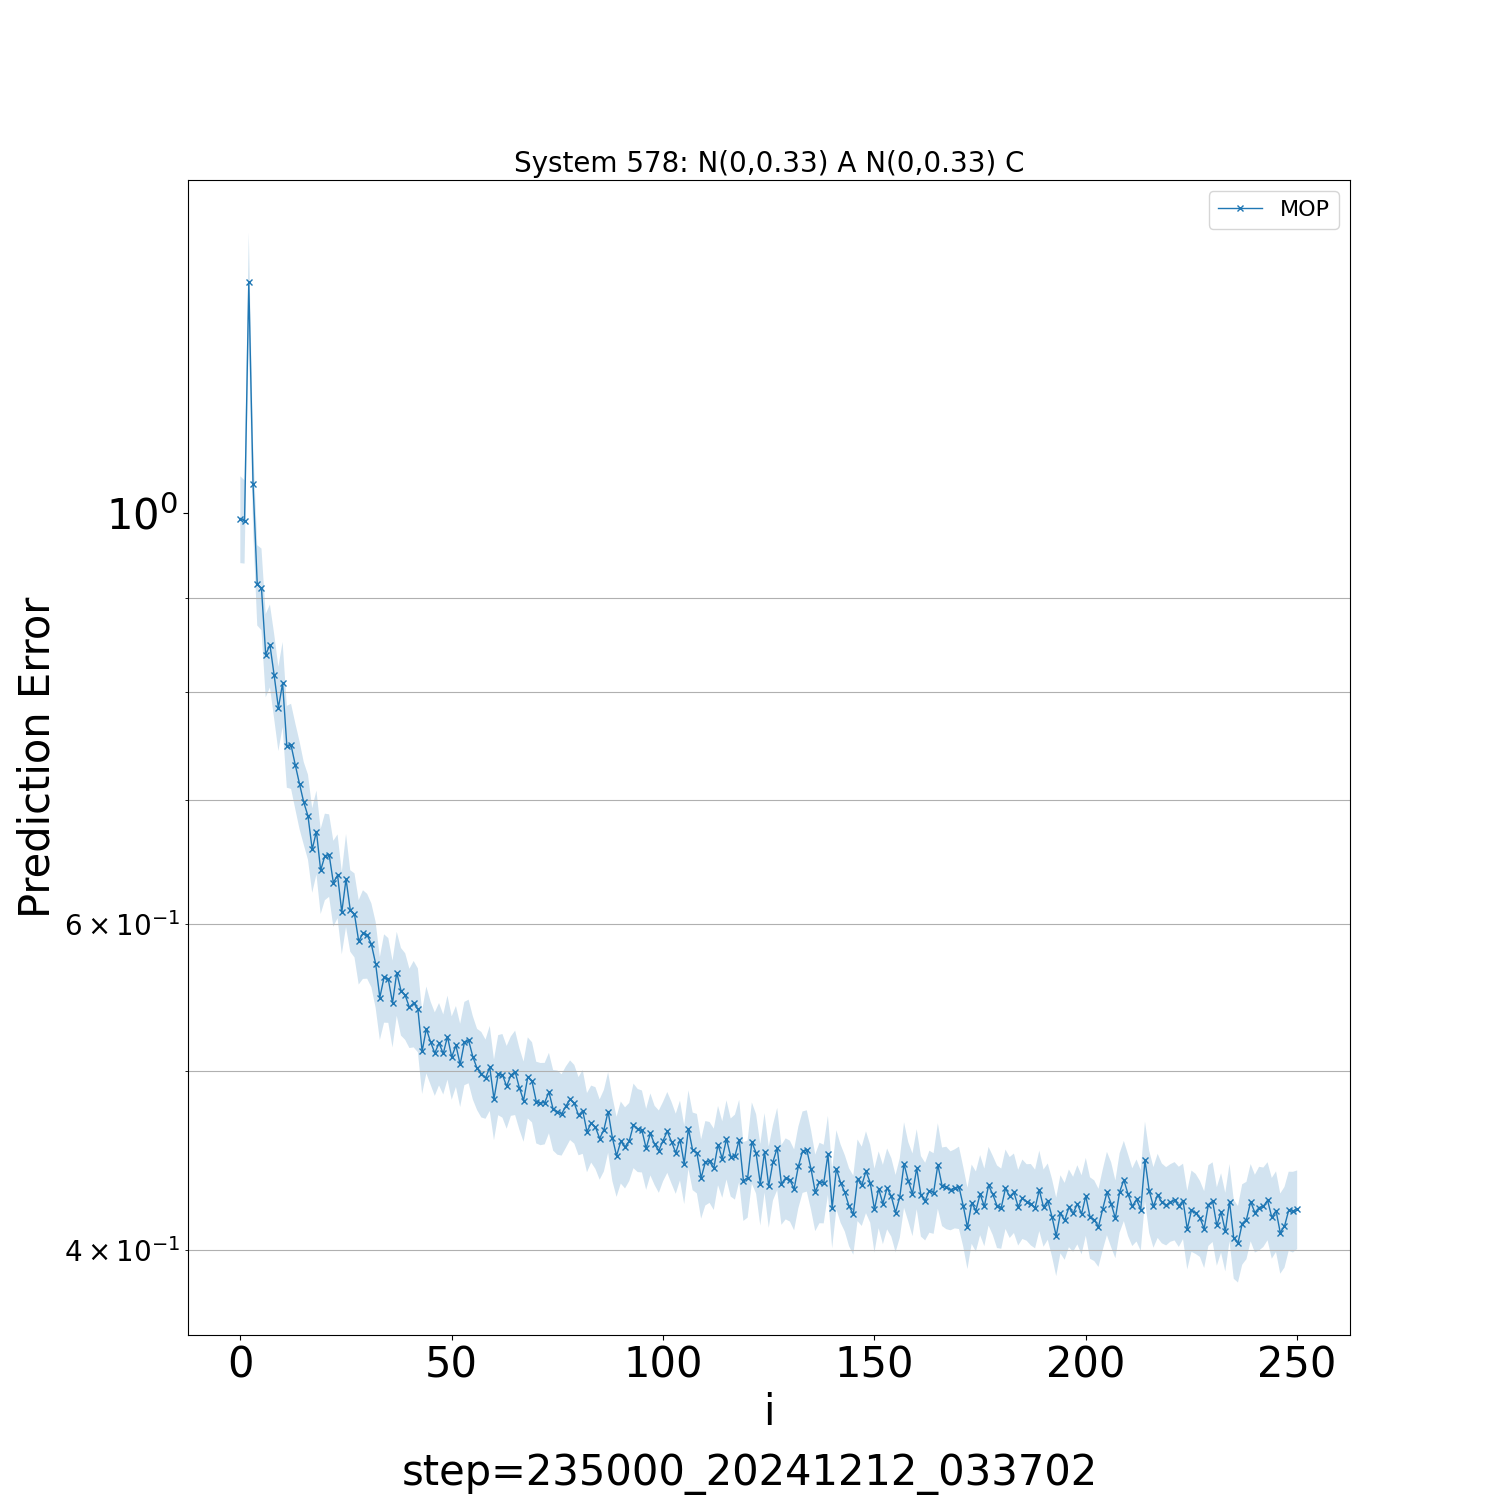 System 578: N(0,0.33) A N(0,0.33) C
MOP
10⁰
6 × 10⁻¹
4 × 10⁻¹
Prediction Error
0 50 100 150 200 250
i
step=235000_20241212_033702